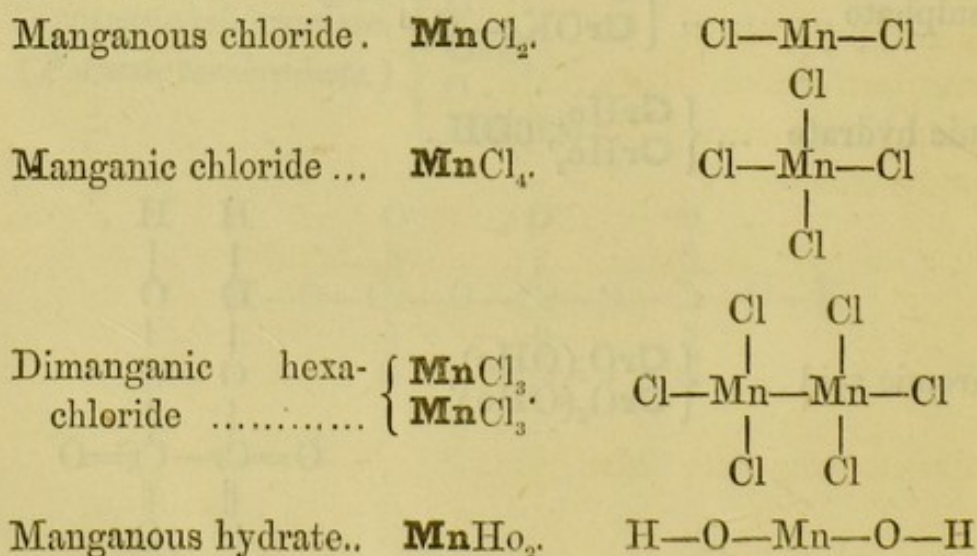 Manganous chloride. MnCl₂. Cl—Mn—Cl
Cl
|
Manganic chloride ... MnCl₄. Cl—Mn—Cl
|
Cl
Cl Cl
| |
Dimanganic hexa- { MnCl₃.
chloride ............ { MnCl₃. Cl—Mn—Mn—Cl
| |
Cl Cl
Manganous hydrate.. MnHo₂. H—O—Mn—O—H